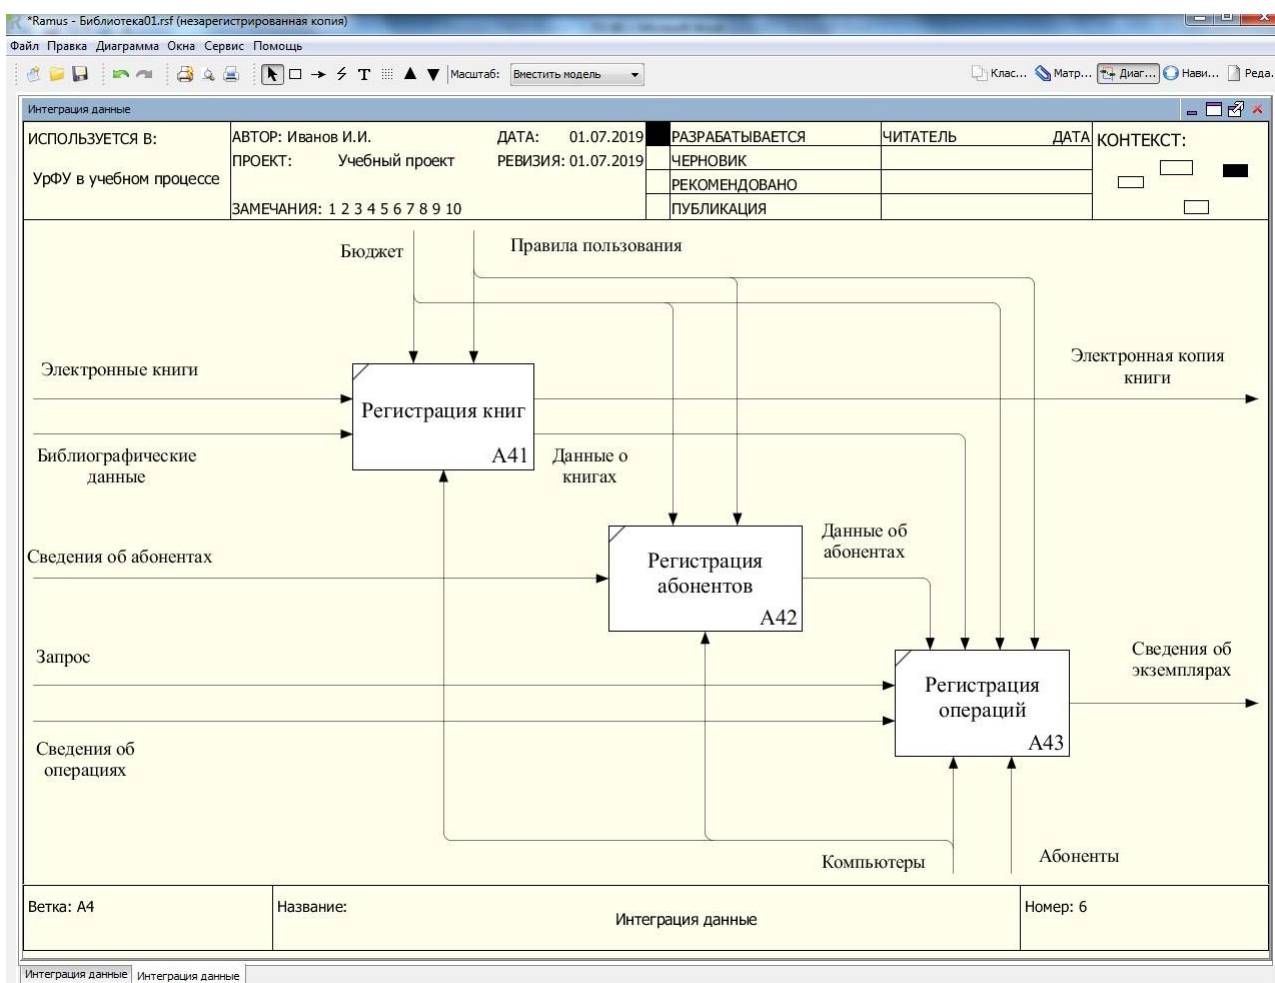 *Ramus - Библиотека01.rsf (незарегистрированная копия)
Файл Правка Диаграмма Окна Сервис Помощь
Масштаб: Вместить модель Клас... Матр... Диаг... Нави... Реда.
Интеграция данные
ИСПОЛЬЗУЕТСЯ В:
УрФУ в учебном процессе
АВТОР: Иванов И.И. ДАТА: 01.07.2019
ПРОЕКТ: Учебный проект РЕВИЗИЯ: 01.07.2019
ЗАМЕЧАНИЯ: 1 2 3 4 5 6 7 8 9 10
РАЗРАБАТЫВАЕТСЯ
ЧЕРНОВИК
РЕКОМЕНДОВАНО
ПУБЛИКАЦИЯ
ЧИТАТЕЛЬ ДАТА
КОНТЕКСТ:
Бюджет
Правила пользования
Электронные книги
Регистрация книг
A41
Электронная копия
книги
Библиографические
данные
Данные о
книгах
Сведения об абонентах
Регистрация
абонентов
A42
Данные об
абонентах
Запрос
Регистрация
операций
A43
Сведения об
экземплярах
Сведения об
операциях
Компьютеры
Абоненты
Ветка: A4
Название:
Интеграция данные
Номер: 6
Интеграция данные Интеграция данные